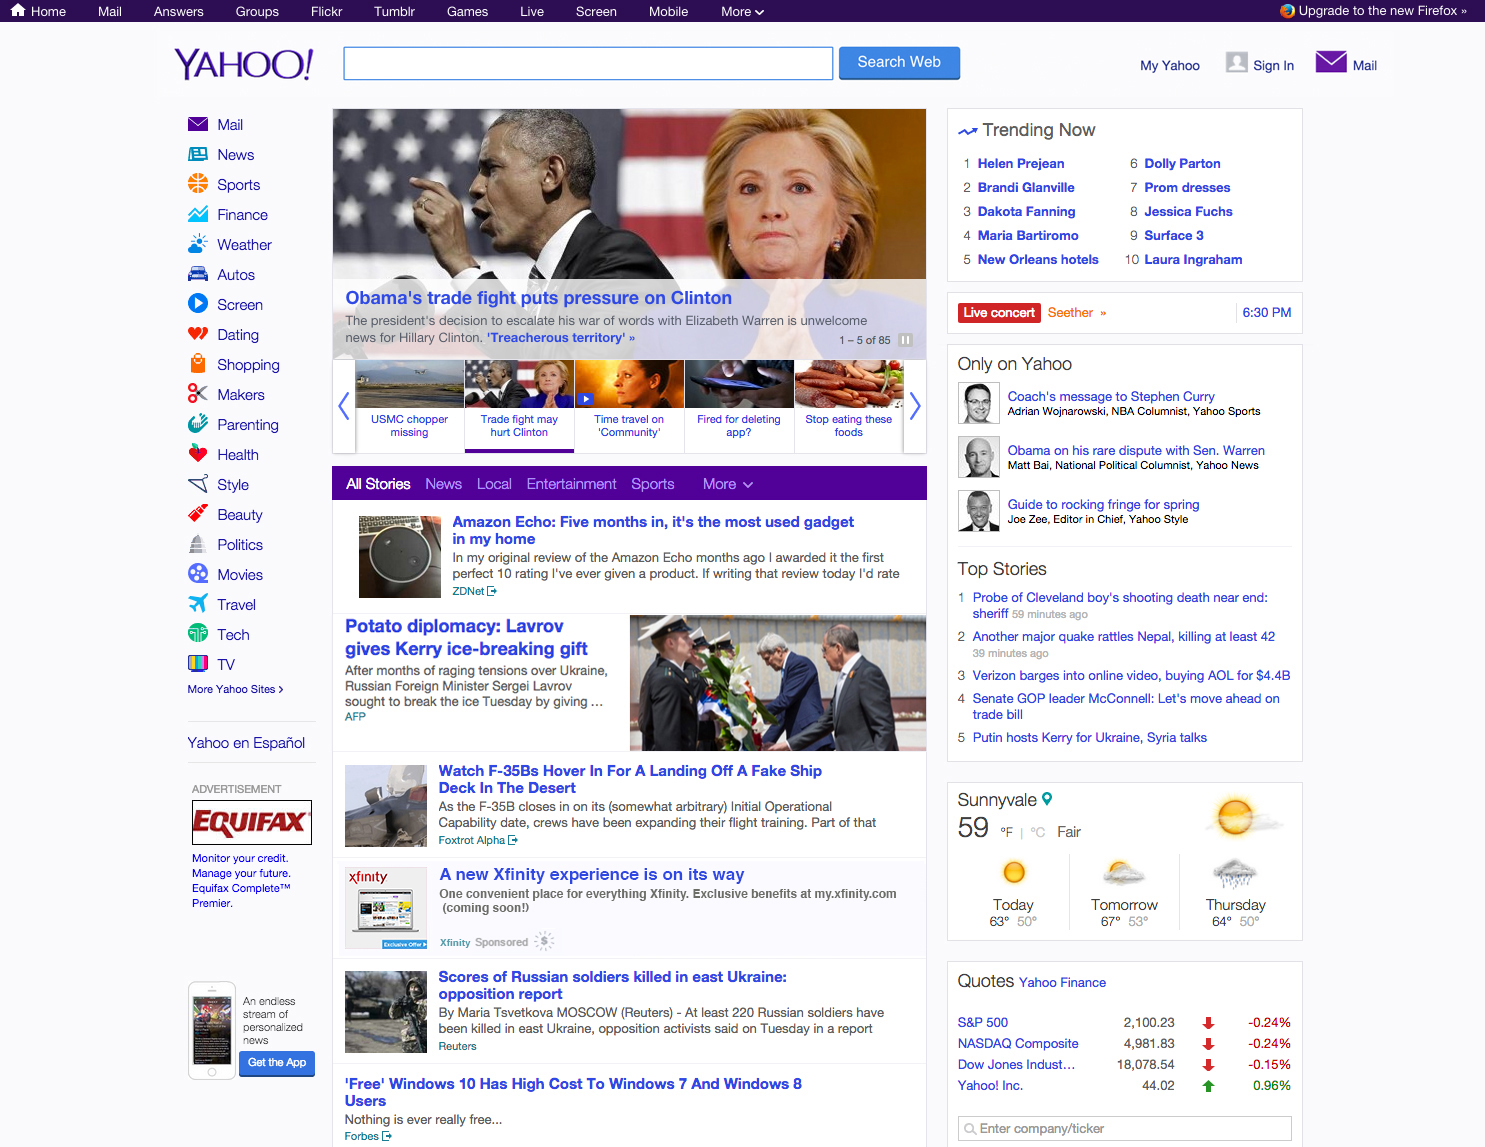 Home Mail Answers Groups Flickr Tumblr Games Live Screen Mobile More
Upgrade to the new Firefox »
YAHOO!
Search Web
My Yahoo
Sign In
Mail
Mail
News
Sports
Finance
Weather
Autos
Screen
Dating
Shopping
Makers
Parenting
Health
Style
Beauty
Politics
Movies
Travel
Tech
TV
More Yahoo Sites >
Yahoo en Español
ADVERTISEMENT
EQUIFAX
Monitor your credit.
Manage your future.
Equifax Complete™
Premier.
An endless
stream of
personalized
news
Get the App
Obama's trade fight puts pressure on Clinton
The president's decision to escalate his war of words with Elizabeth Warren is unwelcome
news for Hillary Clinton. 'Treacherous territory' »
1 – 5 of 85
USMC chopper
missing
Trade fight may
hurt Clinton
Time travel on
'Community'
Fired for deleting
app?
Stop eating these
foods
All Stories News Local Entertainment Sports More
Amazon Echo: Five months in, it's the most used gadget
in my home
In my original review of the Amazon Echo months ago I awarded it the first
perfect 10 rating I've ever given a product. If writing that review today I'd rate
ZDNet
Potato diplomacy: Lavrov
gives Kerry ice-breaking gift
After months of raging tensions over Ukraine,
Russian Foreign Minister Sergei Lavrov
sought to break the ice Tuesday by giving ...
AFP
Watch F-35Bs Hover In For A Landing Off A Fake Ship
Deck In The Desert
As the F-35B closes in on its (somewhat arbitrary) Initial Operational
Capability date, crews have been expanding their flight training. Part of that
Foxtrot Alpha
xfinity
Exclusive Offer
A new Xfinity experience is on its way
One convenient place for everything Xfinity. Exclusive benefits at my.xfinity.com
(coming soon!)
Xfinity Sponsored $
Scores of Russian soldiers killed in east Ukraine:
opposition report
By Maria Tsvetkova MOSCOW (Reuters) - At least 220 Russian soldiers have
been killed in east Ukraine, opposition activists said on Tuesday in a report
Reuters
'Free' Windows 10 Has High Cost To Windows 7 And Windows 8
Users
Nothing is ever really free...
Forbes
Trending Now
1 Helen Prejean
2 Brandi Glanville
3 Dakota Fanning
4 Maria Bartiromo
5 New Orleans hotels
6 Dolly Parton
7 Prom dresses
8 Jessica Fuchs
9 Surface 3
10 Laura Ingraham
Live concert Seether » 6:30 PM
Only on Yahoo
Coach's message to Stephen Curry
Adrian Wojnarowski, NBA Columnist, Yahoo Sports
Obama on his rare dispute with Sen. Warren
Matt Bai, National Political Columnist, Yahoo News
Guide to rocking fringe for spring
Joe Zee, Editor in Chief, Yahoo Style
Top Stories
1 Probe of Cleveland boy's shooting death near end:
sheriff 59 minutes ago
2 Another major quake rattles Nepal, killing at least 42
39 minutes ago
3 Verizon barges into online video, buying AOL for $4.4B
4 Senate GOP leader McConnell: Let's move ahead on
trade bill
5 Putin hosts Kerry for Ukraine, Syria talks
Sunnyvale
59 °F | °C Fair
Today
63° 50°
Tomorrow
67° 53°
Thursday
64° 50°
Quotes Yahoo Finance
S&P 500 2,100.23 -0.24%
NASDAQ Composite 4,981.83 -0.24%
Dow Jones Indust... 18,078.54 -0.15%
Yahoo! Inc. 44.02 0.96%
Enter company/ticker